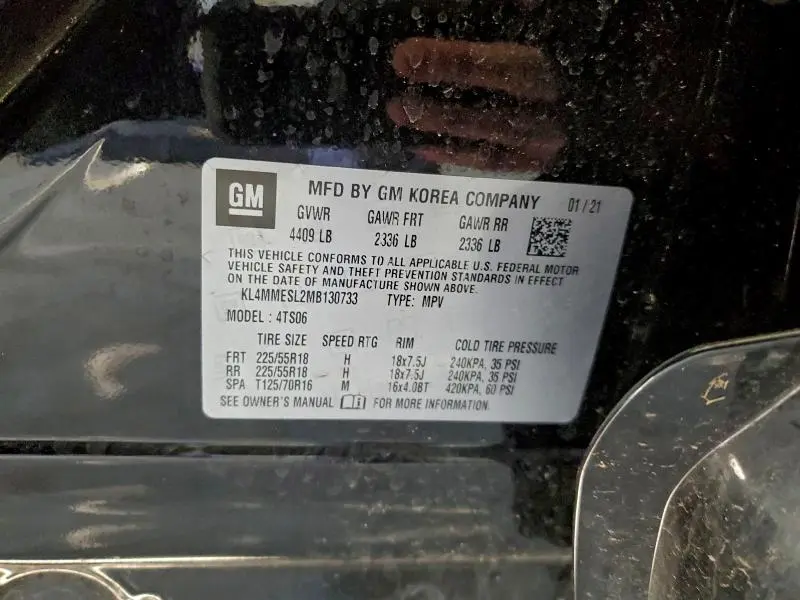 GM MFD BY GM KOREA COMPANY 01/21
GVWR GAWR FRT GAWR RR
4409 LB 2336 LB 2336 LB
THIS VEHICLE CONFORMS TO ALL APPLICABLE U.S. FEDERAL MOTOR
VEHICLE SAFETY AND THEFT PREVENTION STANDARDS IN EFFECT
ON THE DATE OF MANUFACTURE SHOWN ABOVE.
KL4MMESL2MB130733 TYPE: MPV
MODEL : 4TS06
TIRE SIZE SPEED RTG RIM COLD TIRE PRESSURE
FRT 225/55R18 H 18x7.5J 240KPA, 35 PSI
RR 225/55R18 H 18x7.5J 240KPA, 35 PSI
SPA T125/70R16 M 16x4.0BT 420KPA, 60 PSI
SEE OWNER'S MANUAL FOR MORE INFORMATION.